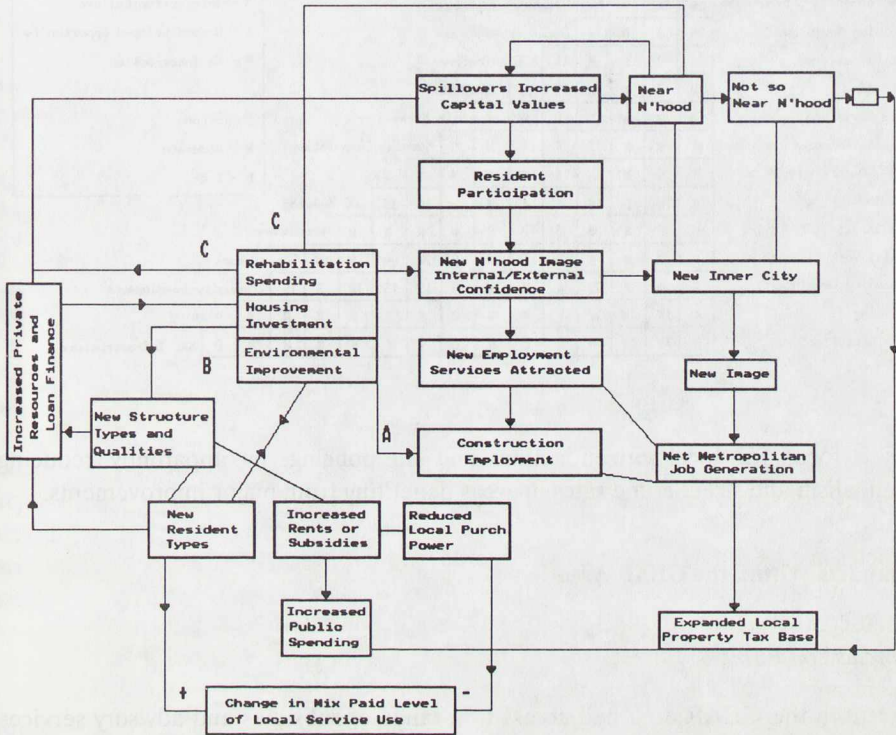 Spillovers Increased
Capital Values
Near
N'hood
Not so
Near N'hood
Resident
Participation
C
C
Rehabilitation
Spending
New N'hood Image
Internal/External
Confidence
New Inner City
Housing
Investment
Increased Private
Resources and
Loan Finance
B
Environmental
Improvement
New Employment
Services Attracted
New Image
New Structure
Types and
Qualities
A
Construction
Employment
Net Metropolitan
Job Generation
New
Resident
Types
Increased
Rents or
Subsidies
Reduced
Local Purch
Power
Increased
Public
Spending
Expanded Local
Property Tax Base
+
Change in Mix Paid Level
of Local Service Use
-